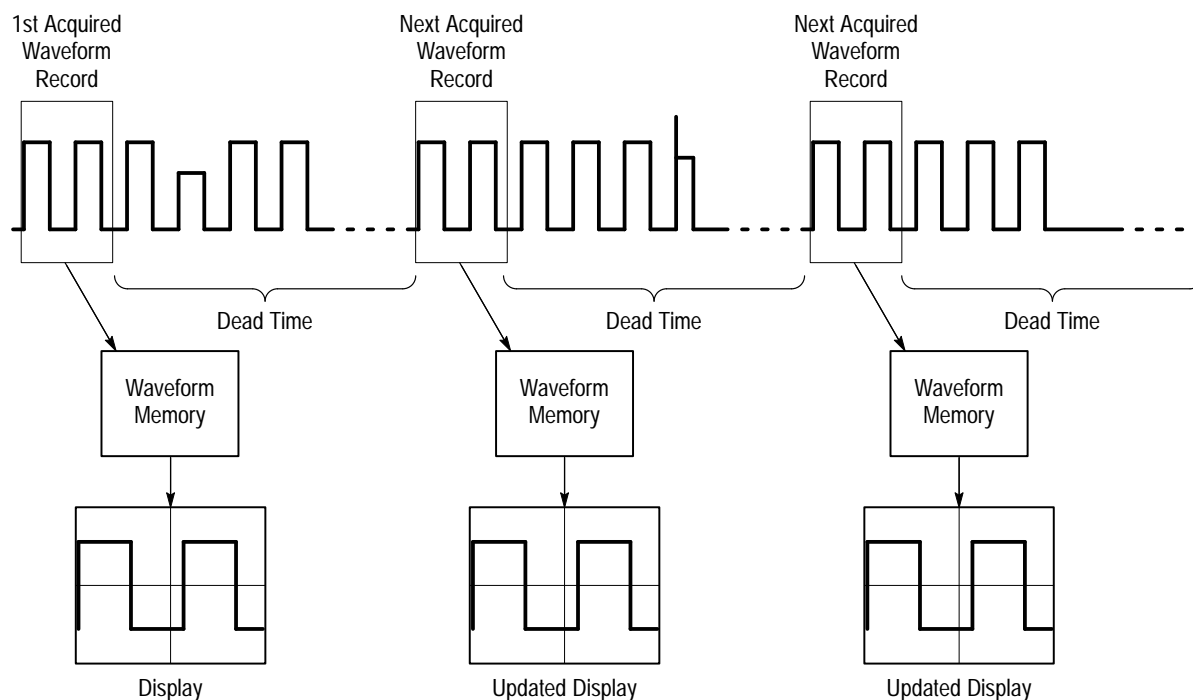 1st Acquired
Waveform
Record
Next Acquired
Waveform
Record
Next Acquired
Waveform
Record
Dead Time
Dead Time
Dead Time
Waveform
Memory
Waveform
Memory
Waveform
Memory
Display
Updated Display
Updated Display